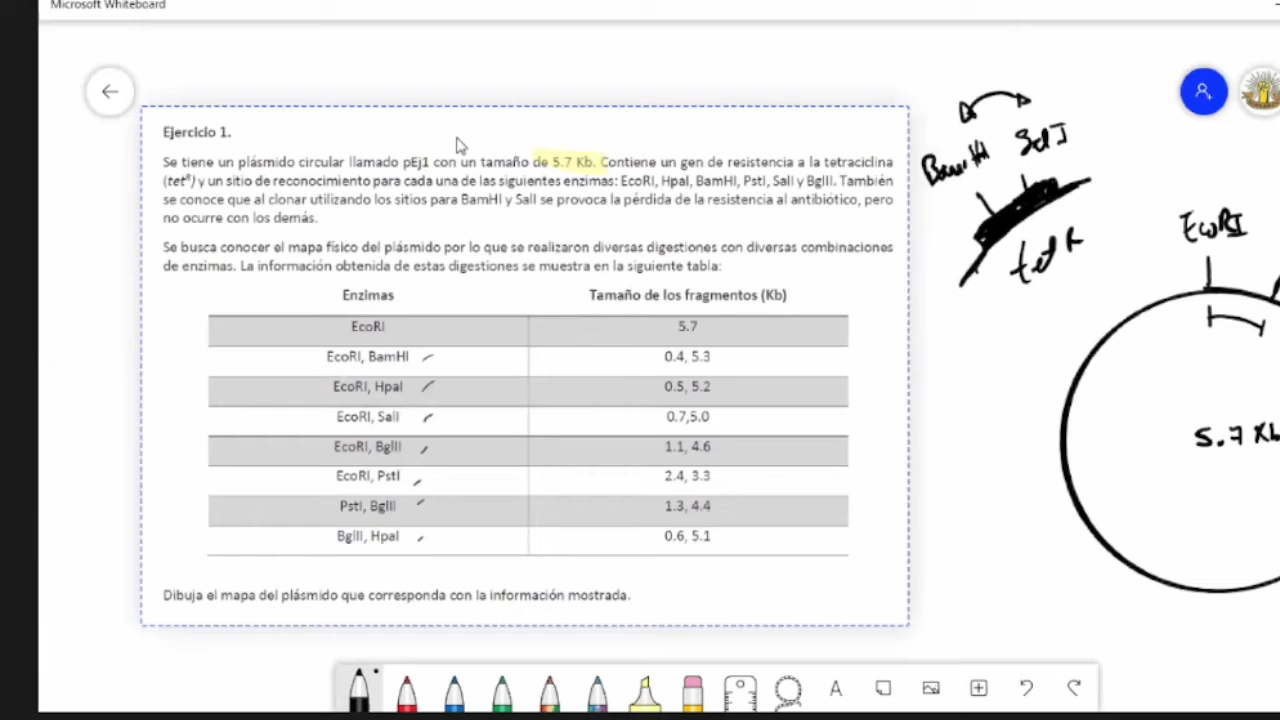 Microsoft Whiteboard
Ejercicio 1.
Se tiene un plásmido circular llamado pEj1 con un tamaño de 5.7 Kb. Contiene un gen de resistencia a la tetraciclina
(tetᴿ) y un sitio de reconocimiento para cada una de las siguientes enzimas: EcoRI, HpaI, BamHI, PstI, SalI y BglII. También
se conoce que al clonar utilizando los sitios para BamHI y SalI se provoca la pérdida de la resistencia al antibiótico, pero
no ocurre con los demás.
Se busca conocer el mapa físico del plásmido por lo que se realizaron diversas digestiones con diversas combinaciones
de enzimas. La información obtenida de estas digestiones se muestra en la siguiente tabla:
Enzimas Tamaño de los fragmentos (Kb)
EcoRI 5.7
EcoRI, BamHI 0.4, 5.3
EcoRI, HpaI 0.5, 5.2
EcoRI, SalI 0.7,5.0
EcoRI, BglII 1.1, 4.6
EcoRI, PstI 2.4, 3.3
PstI, BglII 1.3, 4.4
BglII, HpaI 0.6, 5.1
Dibuja el mapa del plásmido que corresponda con la información mostrada.
BamHI SalI
tet R
EcoRI
5.7 Kb
A